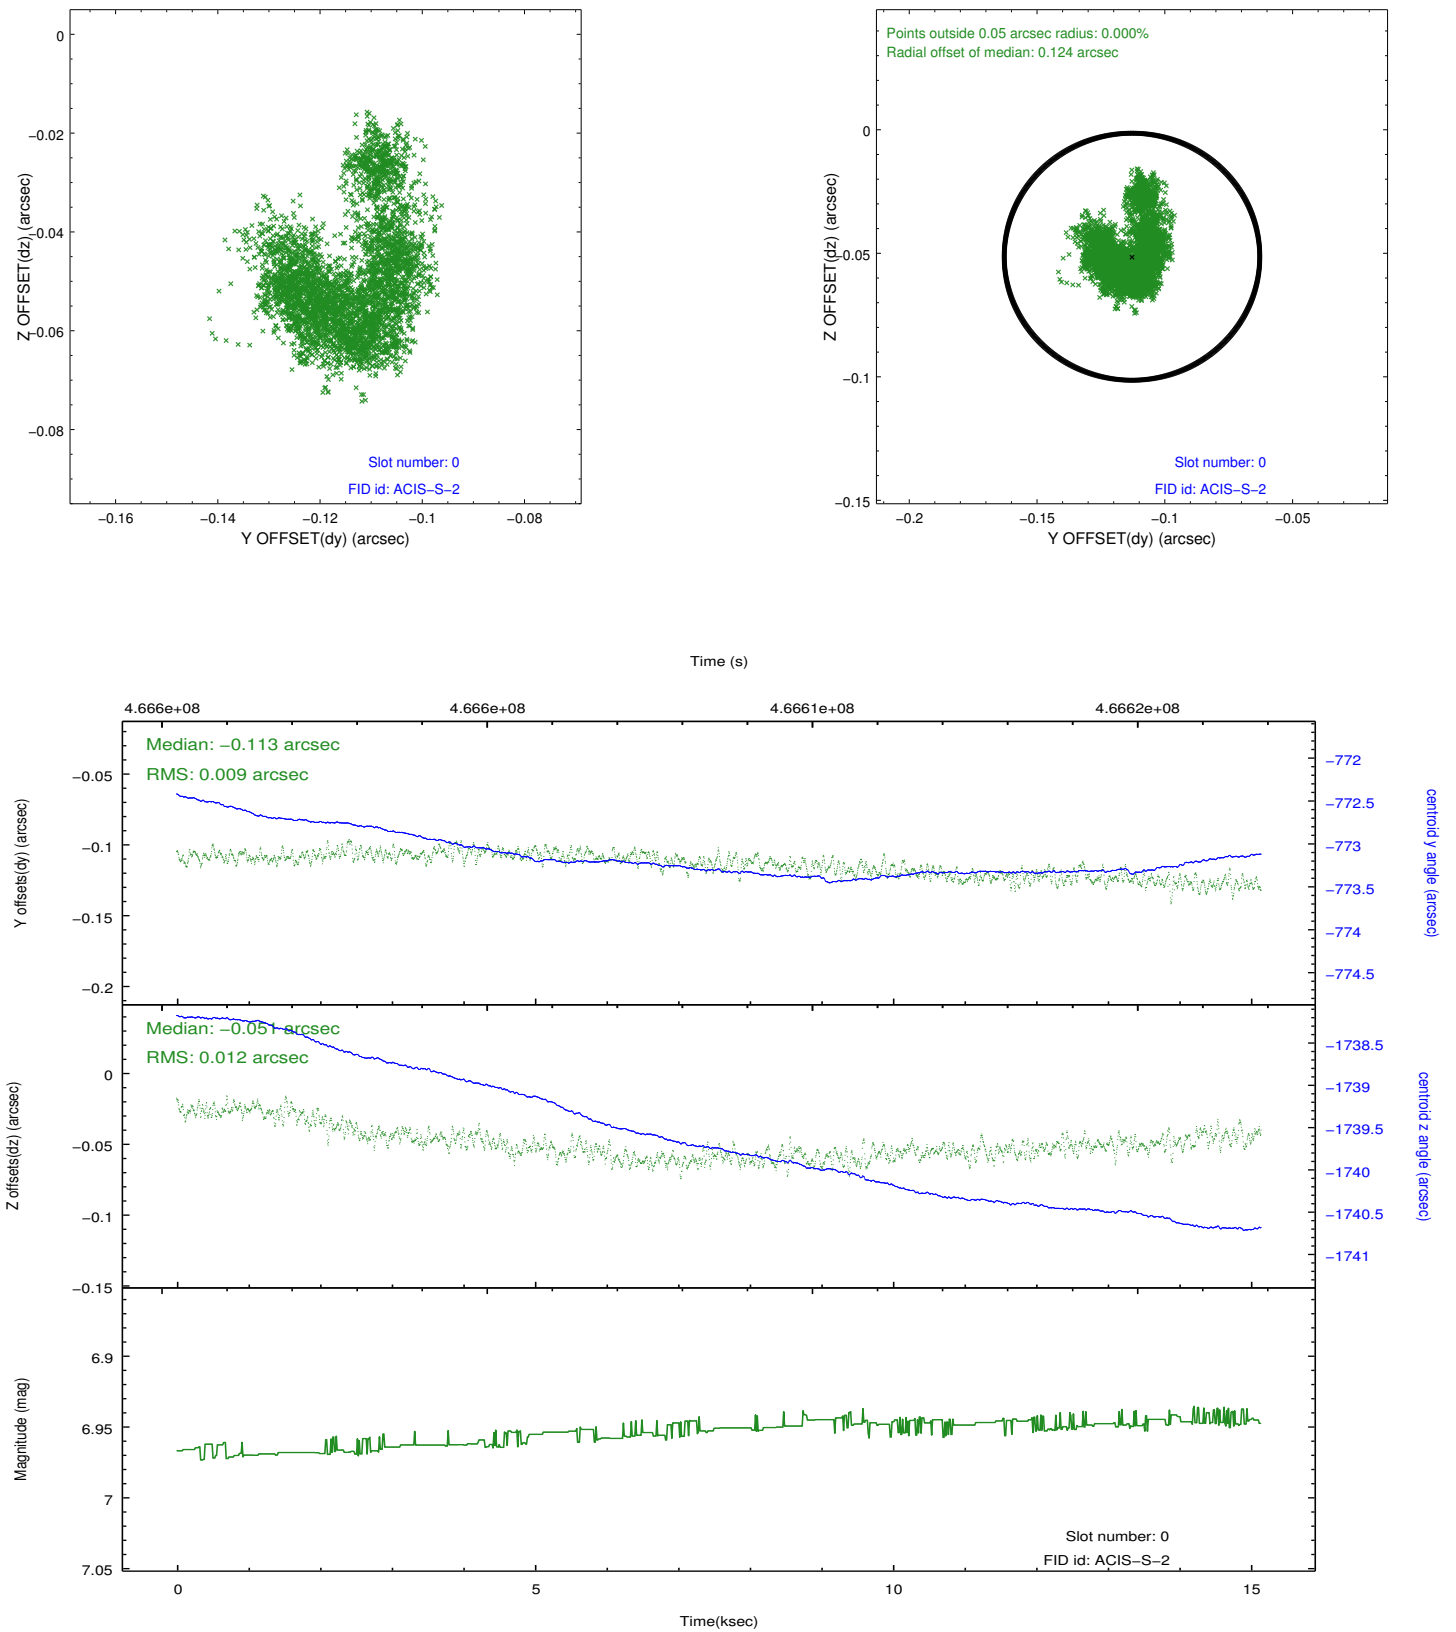 0
−0.02
−0.04
−0.06
−0.08
Z OFFSET(dz) (arcsec)
Slot number: 0
FID id: ACIS−S−2
−0.16
−0.14
−0.12
−0.1
−0.08
Y OFFSET(dy) (arcsec)
Points outside 0.05 arcsec radius: 0.000%
Radial offset of median: 0.124 arcsec
0
−0.05
−0.1
−0.15
Z OFFSET(dz) (arcsec)
Slot number: 0
FID id: ACIS−S−2
−0.2
−0.15
−0.1
−0.05
Y OFFSET(dy) (arcsec)
Time (s)
4.666e+08
4.666e+08
4.6661e+08
4.6662e+08
Median: −0.113 arcsec
RMS: 0.009 arcsec
−0.05
−0.1
−0.15
−0.2
Y offsets(dy) (arcsec)
−772
−772.5
−773
−773.5
−774
−774.5
centroid y angle (arcsec)
Median: −0.051 arcsec
RMS: 0.012 arcsec
0
−0.05
−0.1
−0.15
Z offsets(dz) (arcsec)
−1738.5
−1739
−1739.5
−1740
−1740.5
−1741
centroid z angle (arcsec)
6.9
6.95
7
7.05
Magnitude (mag)
Slot number: 0
FID id: ACIS−S−2
0
5
10
15
Time(ksec)